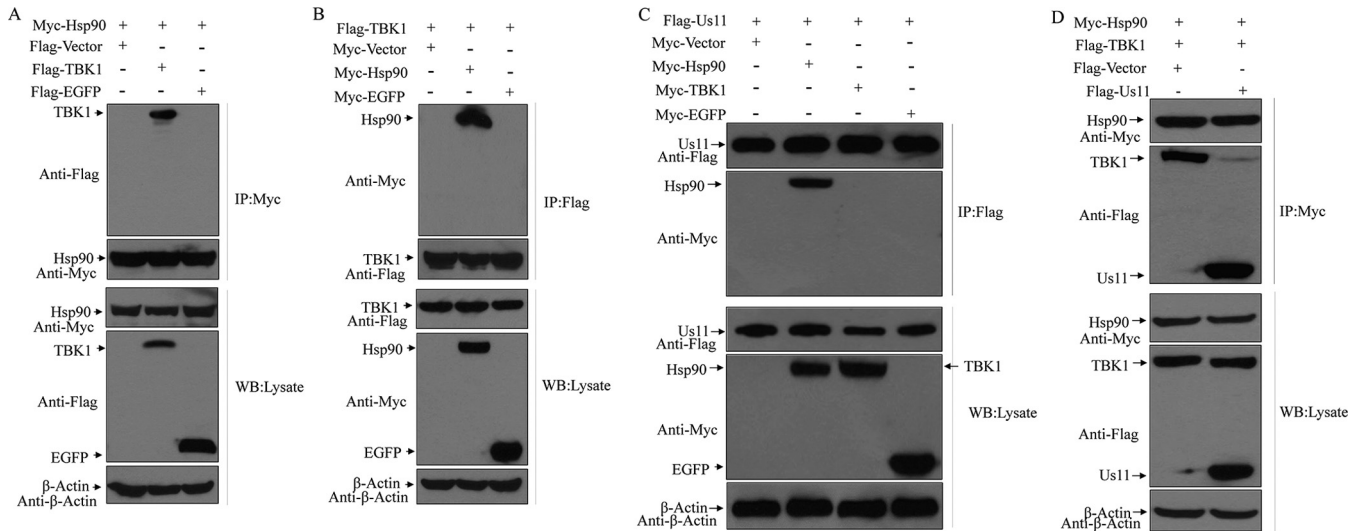 A
Myc-Hsp90 + + +
Flag-Vector + - -
Flag-TBK1 - + -
Flag-EGFP - - +
TBK1
Anti-Flag
IP:Myc
Hsp90
Anti-Myc
Hsp90
Anti-Myc
TBK1
Anti-Flag
WB:Lysate
EGFP
β-Actin
Anti-β-Actin
B
Flag-TBK1 + + +
Myc-Vector + - -
Myc-Hsp90 - + -
Myc-EGFP - - +
Hsp90
Anti-Myc
IP:Flag
TBK1
Anti-Flag
TBK1
Anti-Flag
Hsp90
Anti-Myc
WB:Lysate
EGFP
β-Actin
Anti-β-Actin
C
Flag-Us11 + + + +
Myc-Vector + - - -
Myc-Hsp90 - + - -
Myc-TBK1 - - + -
Myc-EGFP - - - +
Us11
Anti-Flag
Hsp90
IP:Flag
Anti-Myc
Us11
Anti-Flag
Hsp90
TBK1
WB:Lysate
Anti-Myc
EGFP
β-Actin
Anti-β-Actin
D
Myc-Hsp90 + +
Flag-TBK1 + +
Flag-Vector + -
Flag-Us11 - +
Hsp90
Anti-Myc
TBK1
Anti-Flag
IP:Myc
Us11
Hsp90
Anti-Myc
TBK1
WB:Lysate
Anti-Flag
Us11
β-Actin
Anti-β-Actin